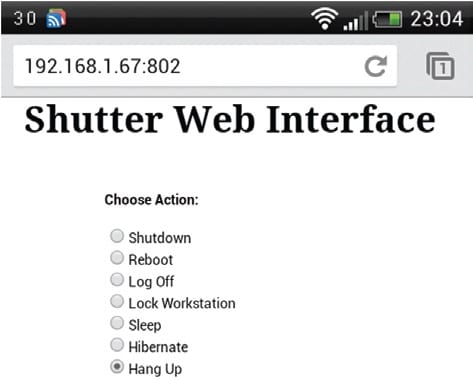 30 23:04
192.168.1.67:802 1
Shutter Web Interface
Choose Action:
Shutdown
Reboot
Log Off
Lock Workstation
Sleep
Hibernate
Hang Up